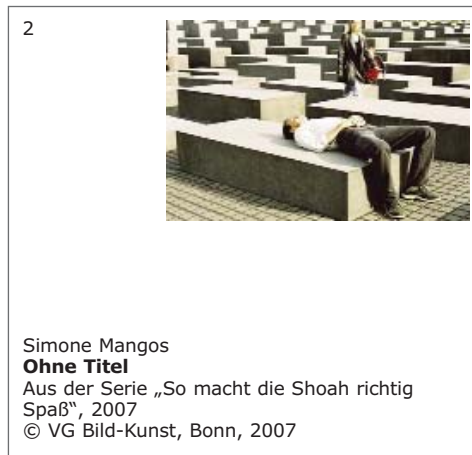 2
Simone Mangos
Ohne Titel
Aus der Serie „So macht die Shoah richtig
Spaß“, 2007
© VG Bild-Kunst, Bonn, 2007